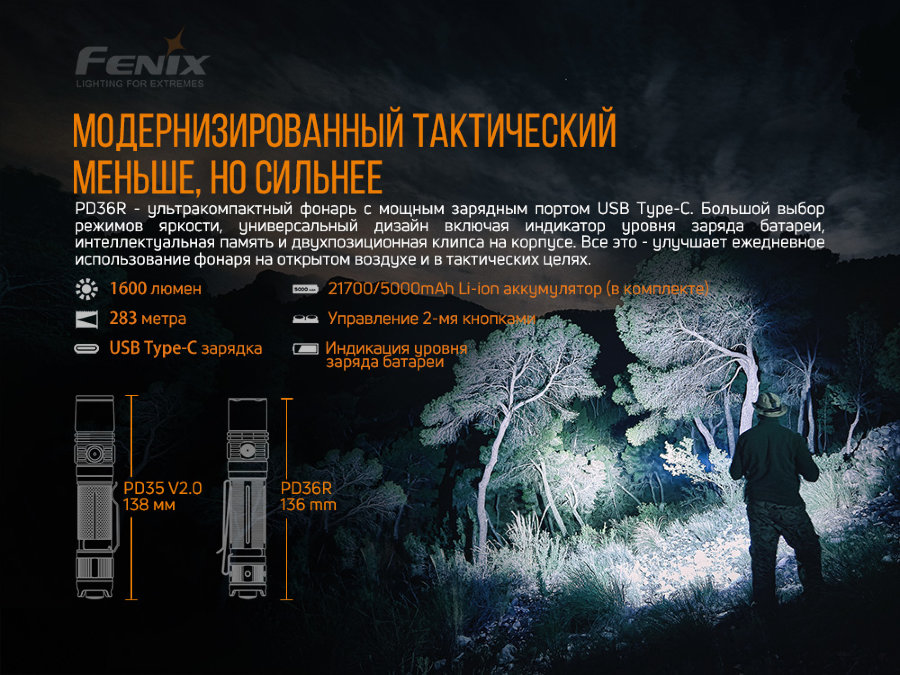 FENIX
LIGHTING FOR EXTREMES
МОДЕРНИЗИРОВАННЫЙ ТАКТИЧЕСКИЙ
МЕНЬШЕ, НО СИЛЬНЕЕ
PD36R - ультракомпактный фонарь с мощным зарядным портом USB Type-C. Большой выбор
режимов яркости, универсальный дизайн включая индикатор уровня заряда батареи,
интеллектуальная память и двухпозиционная клипса на корпусе. Все это - улучшает ежедневное
использование фонаря на открытом воздухе и в тактических целях.
1600 люмен
5000 mAh 21700/5000mAh Li-ion аккумулятор (в комплекте)
283 метра
Управление 2-мя кнопками
USB Type-C зарядка
Индикация уровня
заряда батареи
PD35 V2.0
138 мм
PD36R
136 mm